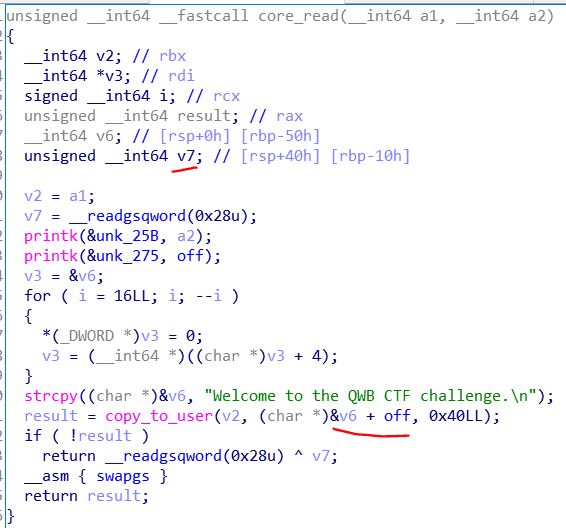 unsigned __int64 __fastcall core_read(__int64 a1, __int64 a2)
{
__int64 v2; // rbx
__int64 *v3; // rdi
signed __int64 i; // rcx
unsigned __int64 result; // rax
__int64 v6; // [rsp+0h] [rbp-50h]
unsigned __int64 v7; // [rsp+40h] [rbp-10h]
v2 = a1;
v7 = __readgsqword(0x28u);
printk(&unk_25B, a2);
printk(&unk_275, off);
v3 = &v6;
for ( i = 16LL; i; --i )
{
*(_DWORD *)v3 = 0;
v3 = (__int64 *)((char *)v3 + 4);
}
strcpy((char *)&v6, "Welcome to the QWB CTF challenge.\n");
result = copy_to_user(v2, (char *)&v6 + off, 0x40LL);
if ( !result )
return __readgsqword(0x28u) ^ v7;
__asm { swapgs }
return result;
}